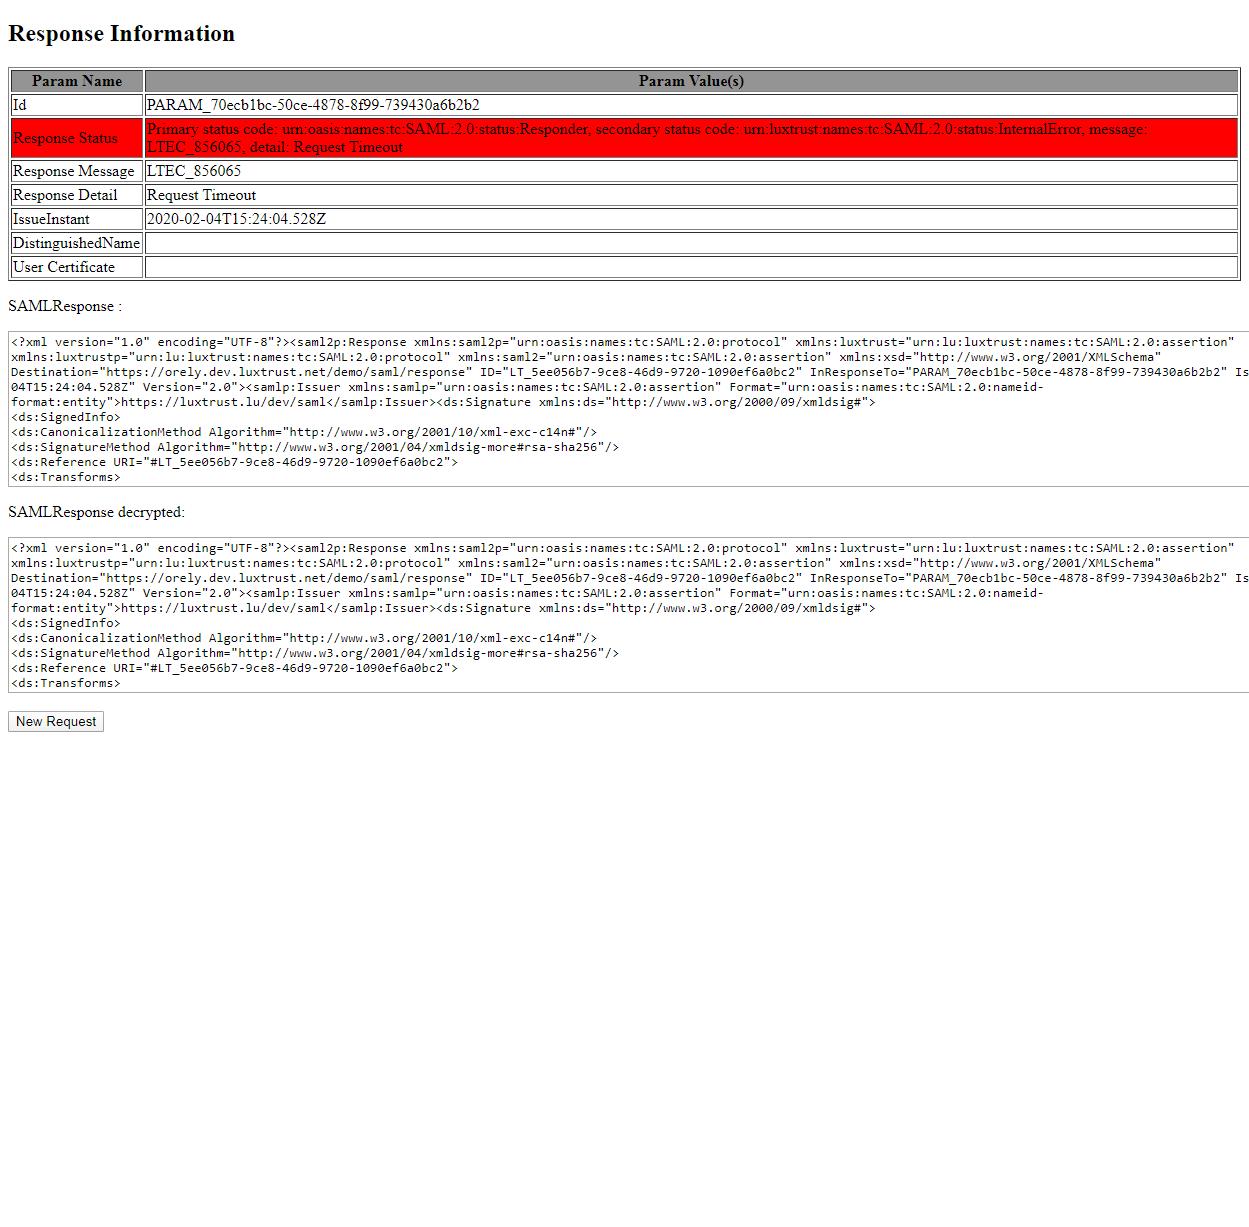 Response Information
Param Name Param Value(s)
Id PARAM_70ecb1bc-50ce-4878-8f99-739430a6b2b2
Response Status Primary status code: urn:oasis:names:tc:SAML:2.0:status:Responder, secondary status code: urn:luxtrust:names:tc:SAML:2.0:status:InternalError, message:
LTEC_856065, detail: Request Timeout
Response Message LTEC_856065
Response Detail Request Timeout
IssueInstant 2020-02-04T15:24:04.528Z
DistinguishedName
User Certificate
SAMLResponse :
<?xml version="1.0" encoding="UTF-8"?><saml2p:Response xmlns:saml2p="urn:oasis:names:tc:SAML:2.0:protocol" xmlns:luxtrust="urn:lu:luxtrust:names:tc:SAML:2.0:assertion"
xmlns:luxtrustp="urn:lu:luxtrust:names:tc:SAML:2.0:protocol" xmlns:saml2="urn:oasis:names:tc:SAML:2.0:assertion" xmlns:xsd="http://www.w3.org/2001/XMLSchema"
Destination="https://orely.dev.luxtrust.net/demo/saml/response" ID="LT_5ee056b7-9ce8-46d9-9720-1090ef6a0bc2" InResponseTo="PARAM_70ecb1bc-50ce-4878-8f99-739430a6b2b2" Is
04T15:24:04.528Z" Version="2.0"><samlp:Issuer xmlns:samlp="urn:oasis:names:tc:SAML:2.0:assertion" Format="urn:oasis:names:tc:SAML:2.0:nameid-
format:entity">https://luxtrust.lu/dev/saml</samlp:Issuer><ds:Signature xmlns:ds="http://www.w3.org/2000/09/xmldsig#">
<ds:SignedInfo>
<ds:CanonicalizationMethod Algorithm="http://www.w3.org/2001/10/xml-exc-c14n#"/>
<ds:SignatureMethod Algorithm="http://www.w3.org/2001/04/xmldsig-more#rsa-sha256"/>
<ds:Reference URI="#LT_5ee056b7-9ce8-46d9-9720-1090ef6a0bc2">
<ds:Transforms>
SAMLResponse decrypted:
<?xml version="1.0" encoding="UTF-8"?><saml2p:Response xmlns:saml2p="urn:oasis:names:tc:SAML:2.0:protocol" xmlns:luxtrust="urn:lu:luxtrust:names:tc:SAML:2.0:assertion"
xmlns:luxtrustp="urn:lu:luxtrust:names:tc:SAML:2.0:protocol" xmlns:saml2="urn:oasis:names:tc:SAML:2.0:assertion" xmlns:xsd="http://www.w3.org/2001/XMLSchema"
Destination="https://orely.dev.luxtrust.net/demo/saml/response" ID="LT_5ee056b7-9ce8-46d9-9720-1090ef6a0bc2" InResponseTo="PARAM_70ecb1bc-50ce-4878-8f99-739430a6b2b2" Is
04T15:24:04.528Z" Version="2.0"><samlp:Issuer xmlns:samlp="urn:oasis:names:tc:SAML:2.0:assertion" Format="urn:oasis:names:tc:SAML:2.0:nameid-
format:entity">https://luxtrust.lu/dev/saml</samlp:Issuer><ds:Signature xmlns:ds="http://www.w3.org/2000/09/xmldsig#">
<ds:SignedInfo>
<ds:CanonicalizationMethod Algorithm="http://www.w3.org/2001/10/xml-exc-c14n#"/>
<ds:SignatureMethod Algorithm="http://www.w3.org/2001/04/xmldsig-more#rsa-sha256"/>
<ds:Reference URI="#LT_5ee056b7-9ce8-46d9-9720-1090ef6a0bc2">
<ds:Transforms>
New Request